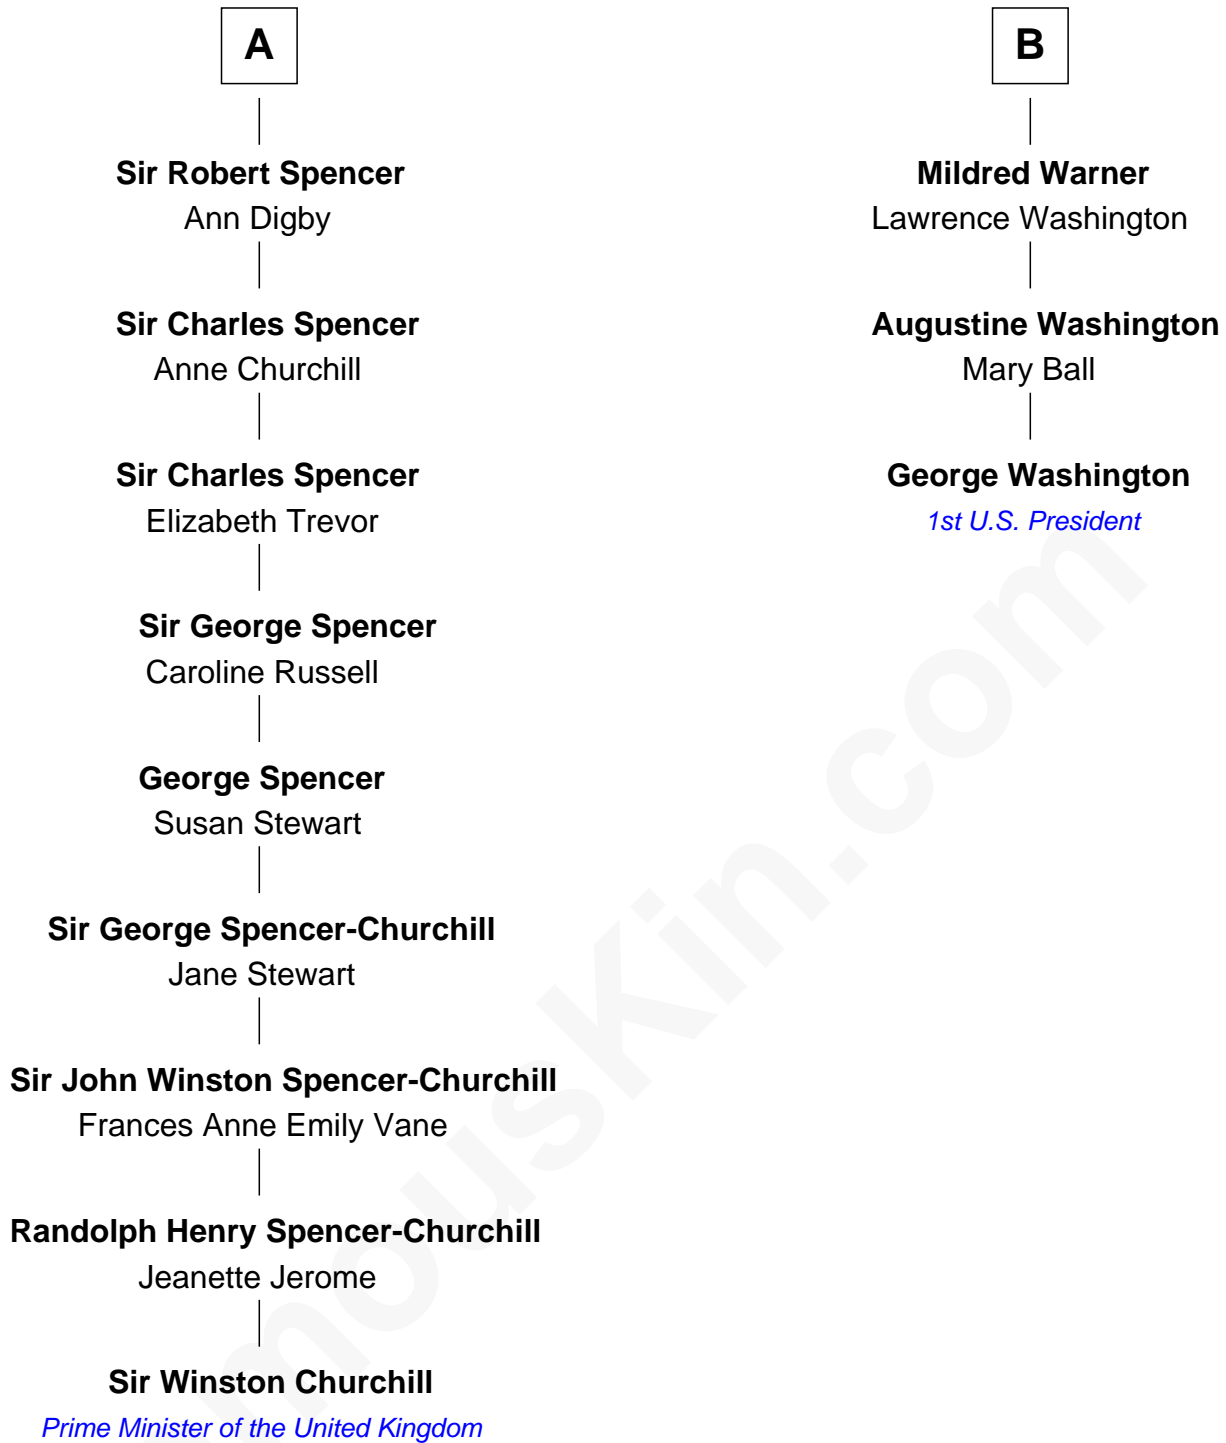 A
Sir Robert Spencer
Ann Digby
Sir Charles Spencer
Anne Churchill
Sir Charles Spencer
Elizabeth Trevor
Sir George Spencer
Caroline Russell
George Spencer
Susan Stewart
Sir George Spencer-Churchill
Jane Stewart
Sir John Winston Spencer-Churchill
Frances Anne Emily Vane
Randolph Henry Spencer-Churchill
Jeanette Jerome
Sir Winston Churchill
Prime Minister of the United Kingdom
B
Mildred Warner
Lawrence Washington
Augustine Washington
Mary Ball
George Washington
1st U.S. President
mousKin.com